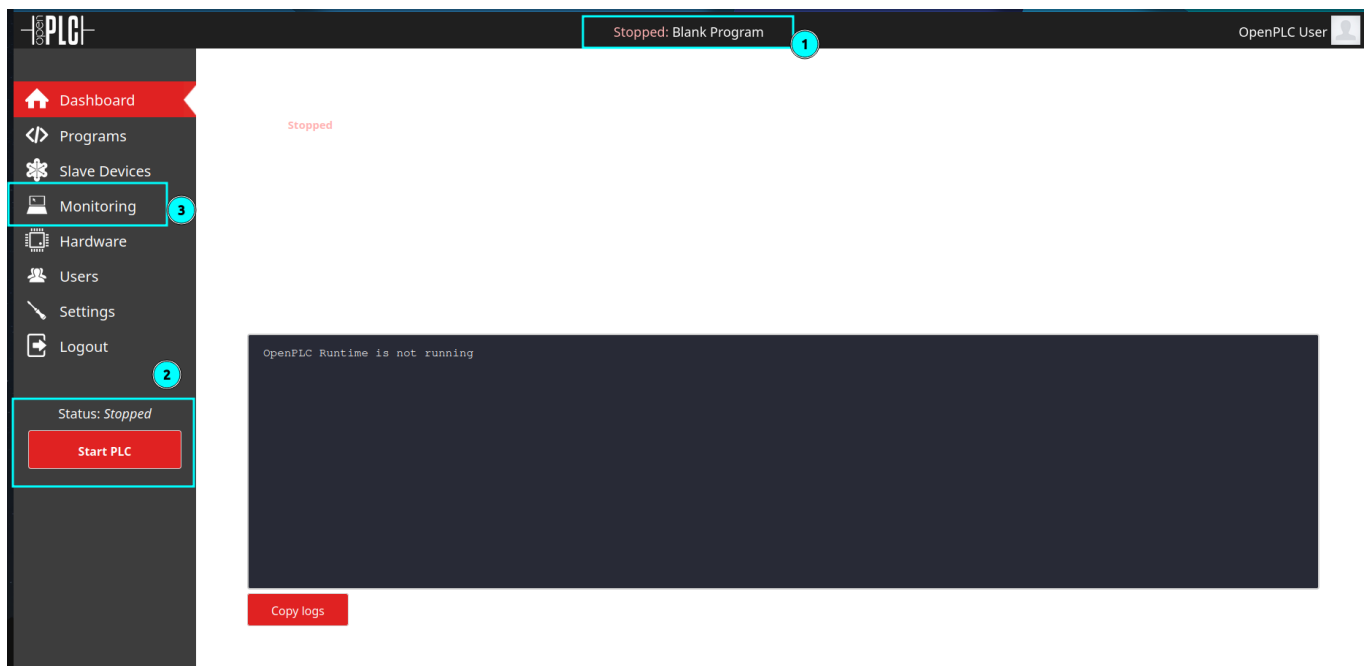 open PLC
Stopped: Blank Program
1
OpenPLC User
Dashboard
Programs
Slave Devices
Monitoring
3
Hardware
Users
Settings
Logout
2
Status: Stopped
Start PLC
Stopped
OpenPLC Runtime is not running
Copy logs